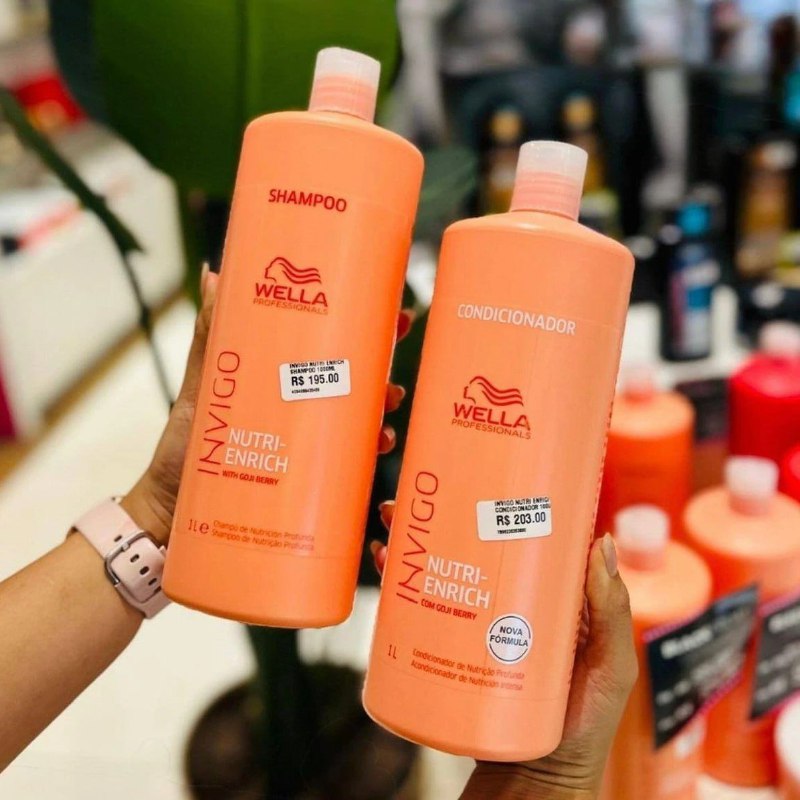 SHAMPOO
WELLA
PROFESSIONALS
INVIGO NUTRI ENRICH
SHAMPOO 1000ML
R$ 195.00
INVIGO
NUTRI-
ENRICH
WITH GOJI BERRY
1L e
Champú de Nutrición Profunda
Shampoo de Nutrição Profunda
CONDICIONADOR
WELLA
PROFESSIONALS
INVIGO NUTRI ENRICH
CONDICIONADOR
R$ 203.00
INVIGO
NUTRI-
ENRICH
COM GOJI BERRY
NOVA
FÓRMULA
1L
Condicionador de Nutrição Profunda
Acondicionador de Nutrición Intensa
BLACK